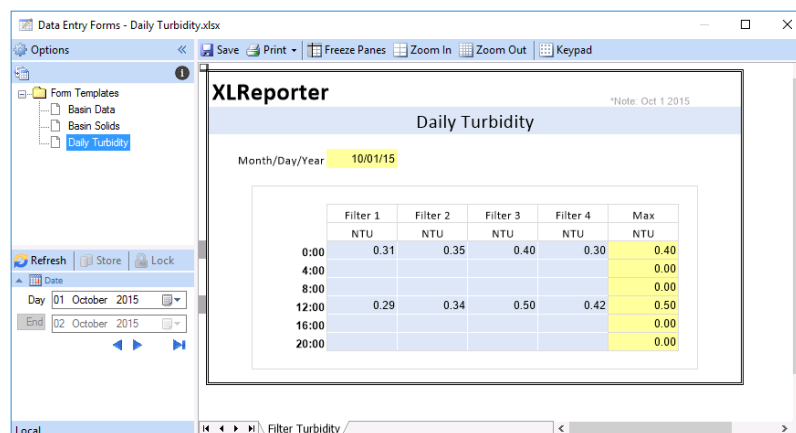 Data Entry Forms - Daily Turbidity.xlsx
Options «
Save Print Freeze Panes Zoom In Zoom Out Keypad
Form Templates
Basin Data
Basin Solids
Daily Turbidity
Refresh Store Lock
Date
Day 01 October 2015
End 02 October 2015
Local
XLReporter
*Note: Oct 1 2015
Daily Turbidity
Month/Day/Year 10/01/15
Filter 1 Filter 2 Filter 3 Filter 4 Max
NTU NTU NTU NTU NTU
0:00 0.31 0.35 0.40 0.30 0.40
4:00 0.00
8:00 0.00
12:00 0.29 0.34 0.50 0.42 0.50
16:00 0.00
20:00 0.00
Filter Turbidity